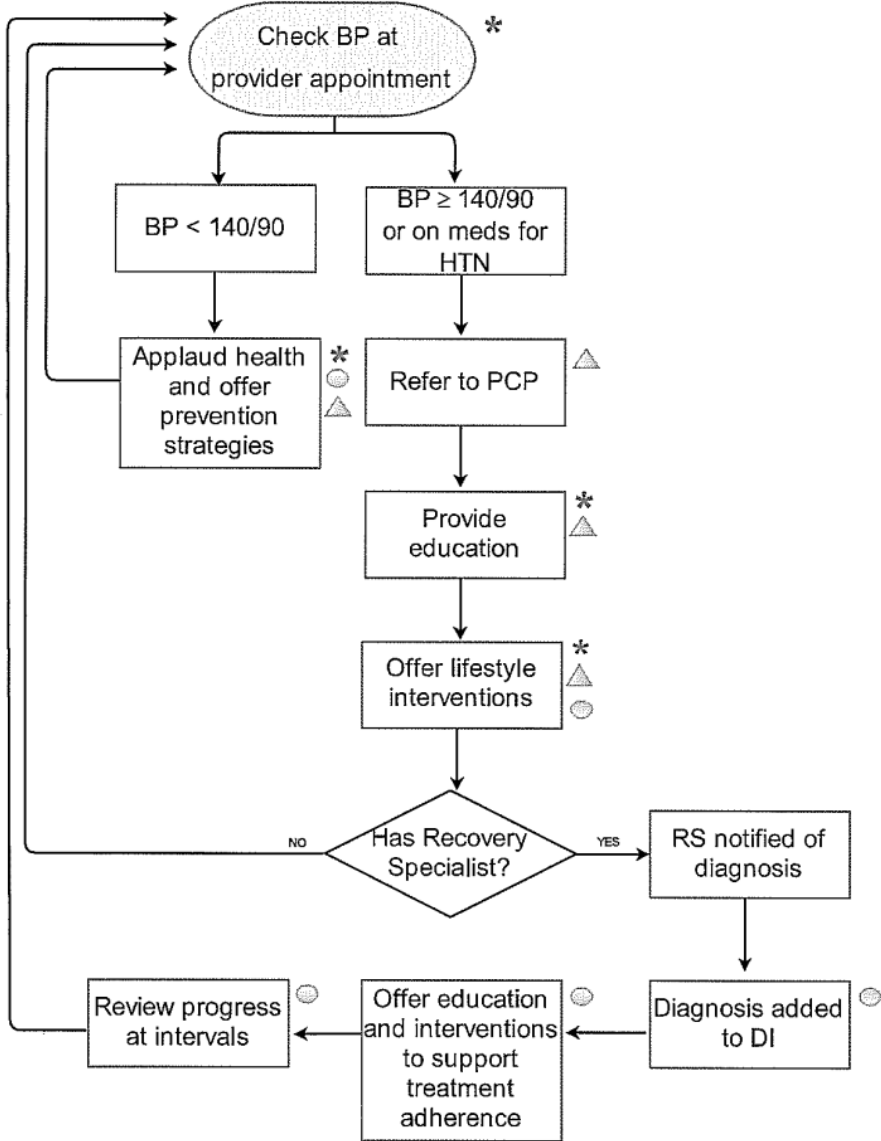 Check BP at
provider appointment
*
BP < 140/90
BP ≥ 140/90
or on meds for
HTN
Applaud health
and offer
prevention
strategies
*
Refer to PCP
Provide
education
*
Offer lifestyle
interventions
*
NO
Has Recovery
Specialist?
YES
RS notified of
diagnosis
Review progress
at intervals
Offer education
and interventions
to support
treatment
adherence
Diagnosis added
to DI